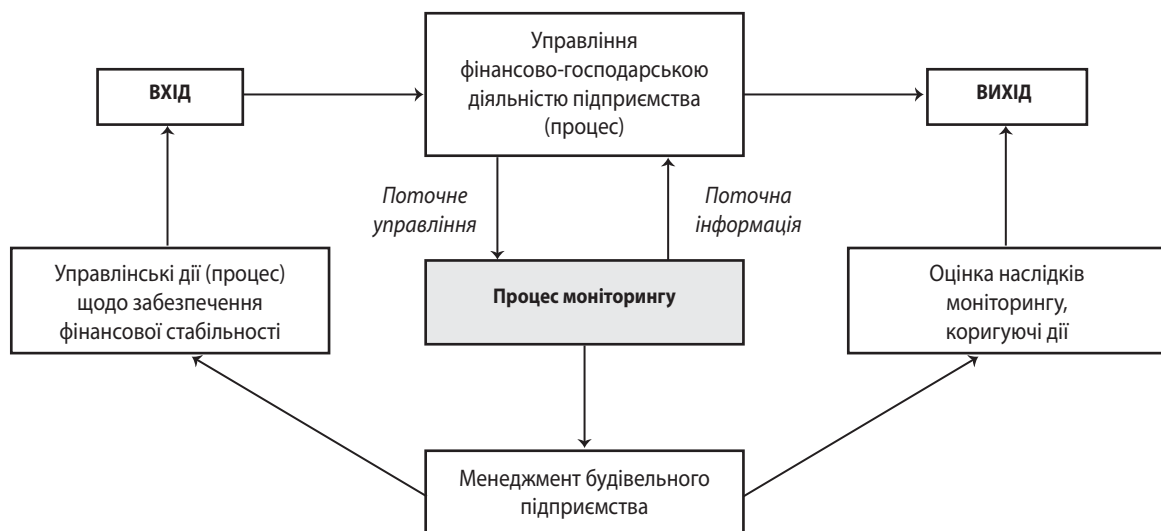 Управління
фінансово-господарською
діяльністю підприємства
(процес)
ВХІД
ВИХІД
Поточне
управління
Поточна
інформація
Управлінські дії (процес)
щодо забезпечення
фінансової стабільності
Процес моніторингу
Оцінка наслідків
моніторингу,
коригуючі дії
Менеджмент будівельного
підприємства